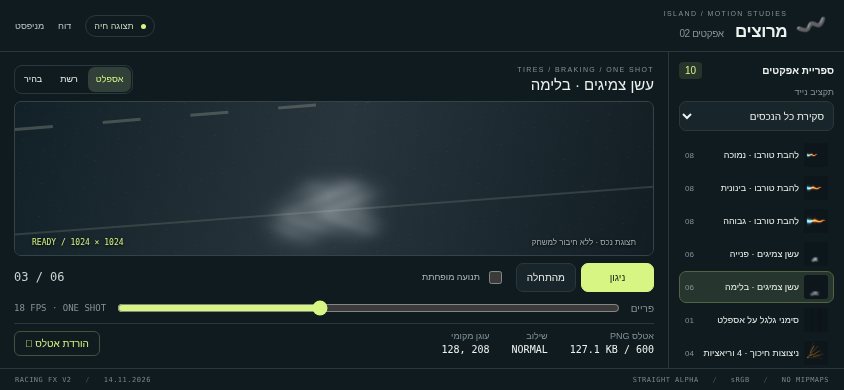 ISLAND / MOTION STUDIES
מרוצים אפקטים 02
תצוגה חיה
דוח
מניפסט
ספריית אפקטים 10
תקציב נייד
סקירת כל הנכסים
להבת טורבו · נמוכה 08
להבת טורבו · בינונית 08
להבת טורבו · גבוהה 08
עשן צמיגים · פנייה 06
עשן צמיגים · בלימה 06
סימני גלגל על אספלט 01
ניצוצות חיכוך · 4 וריאציות 04
TIRES / BRAKING / ONE SHOT
עשן צמיגים · בלימה
אספלט רשת בהיר
תצוגת נכס · ללא חיבור למשחק
READY / 1024 × 1024
ניגון
מהתחלה
תנועה מופחתת
03 / 06
פריים
18 FPS · ONE SHOT
אטלס PNG
127.1 KB / 600
שילוב
NORMAL
עוגן מקומי
128, 208
הורדת אטלס
RACING FX V2 / 14.11.2026
STRAIGHT ALPHA / sRGB / NO MIPMAPS